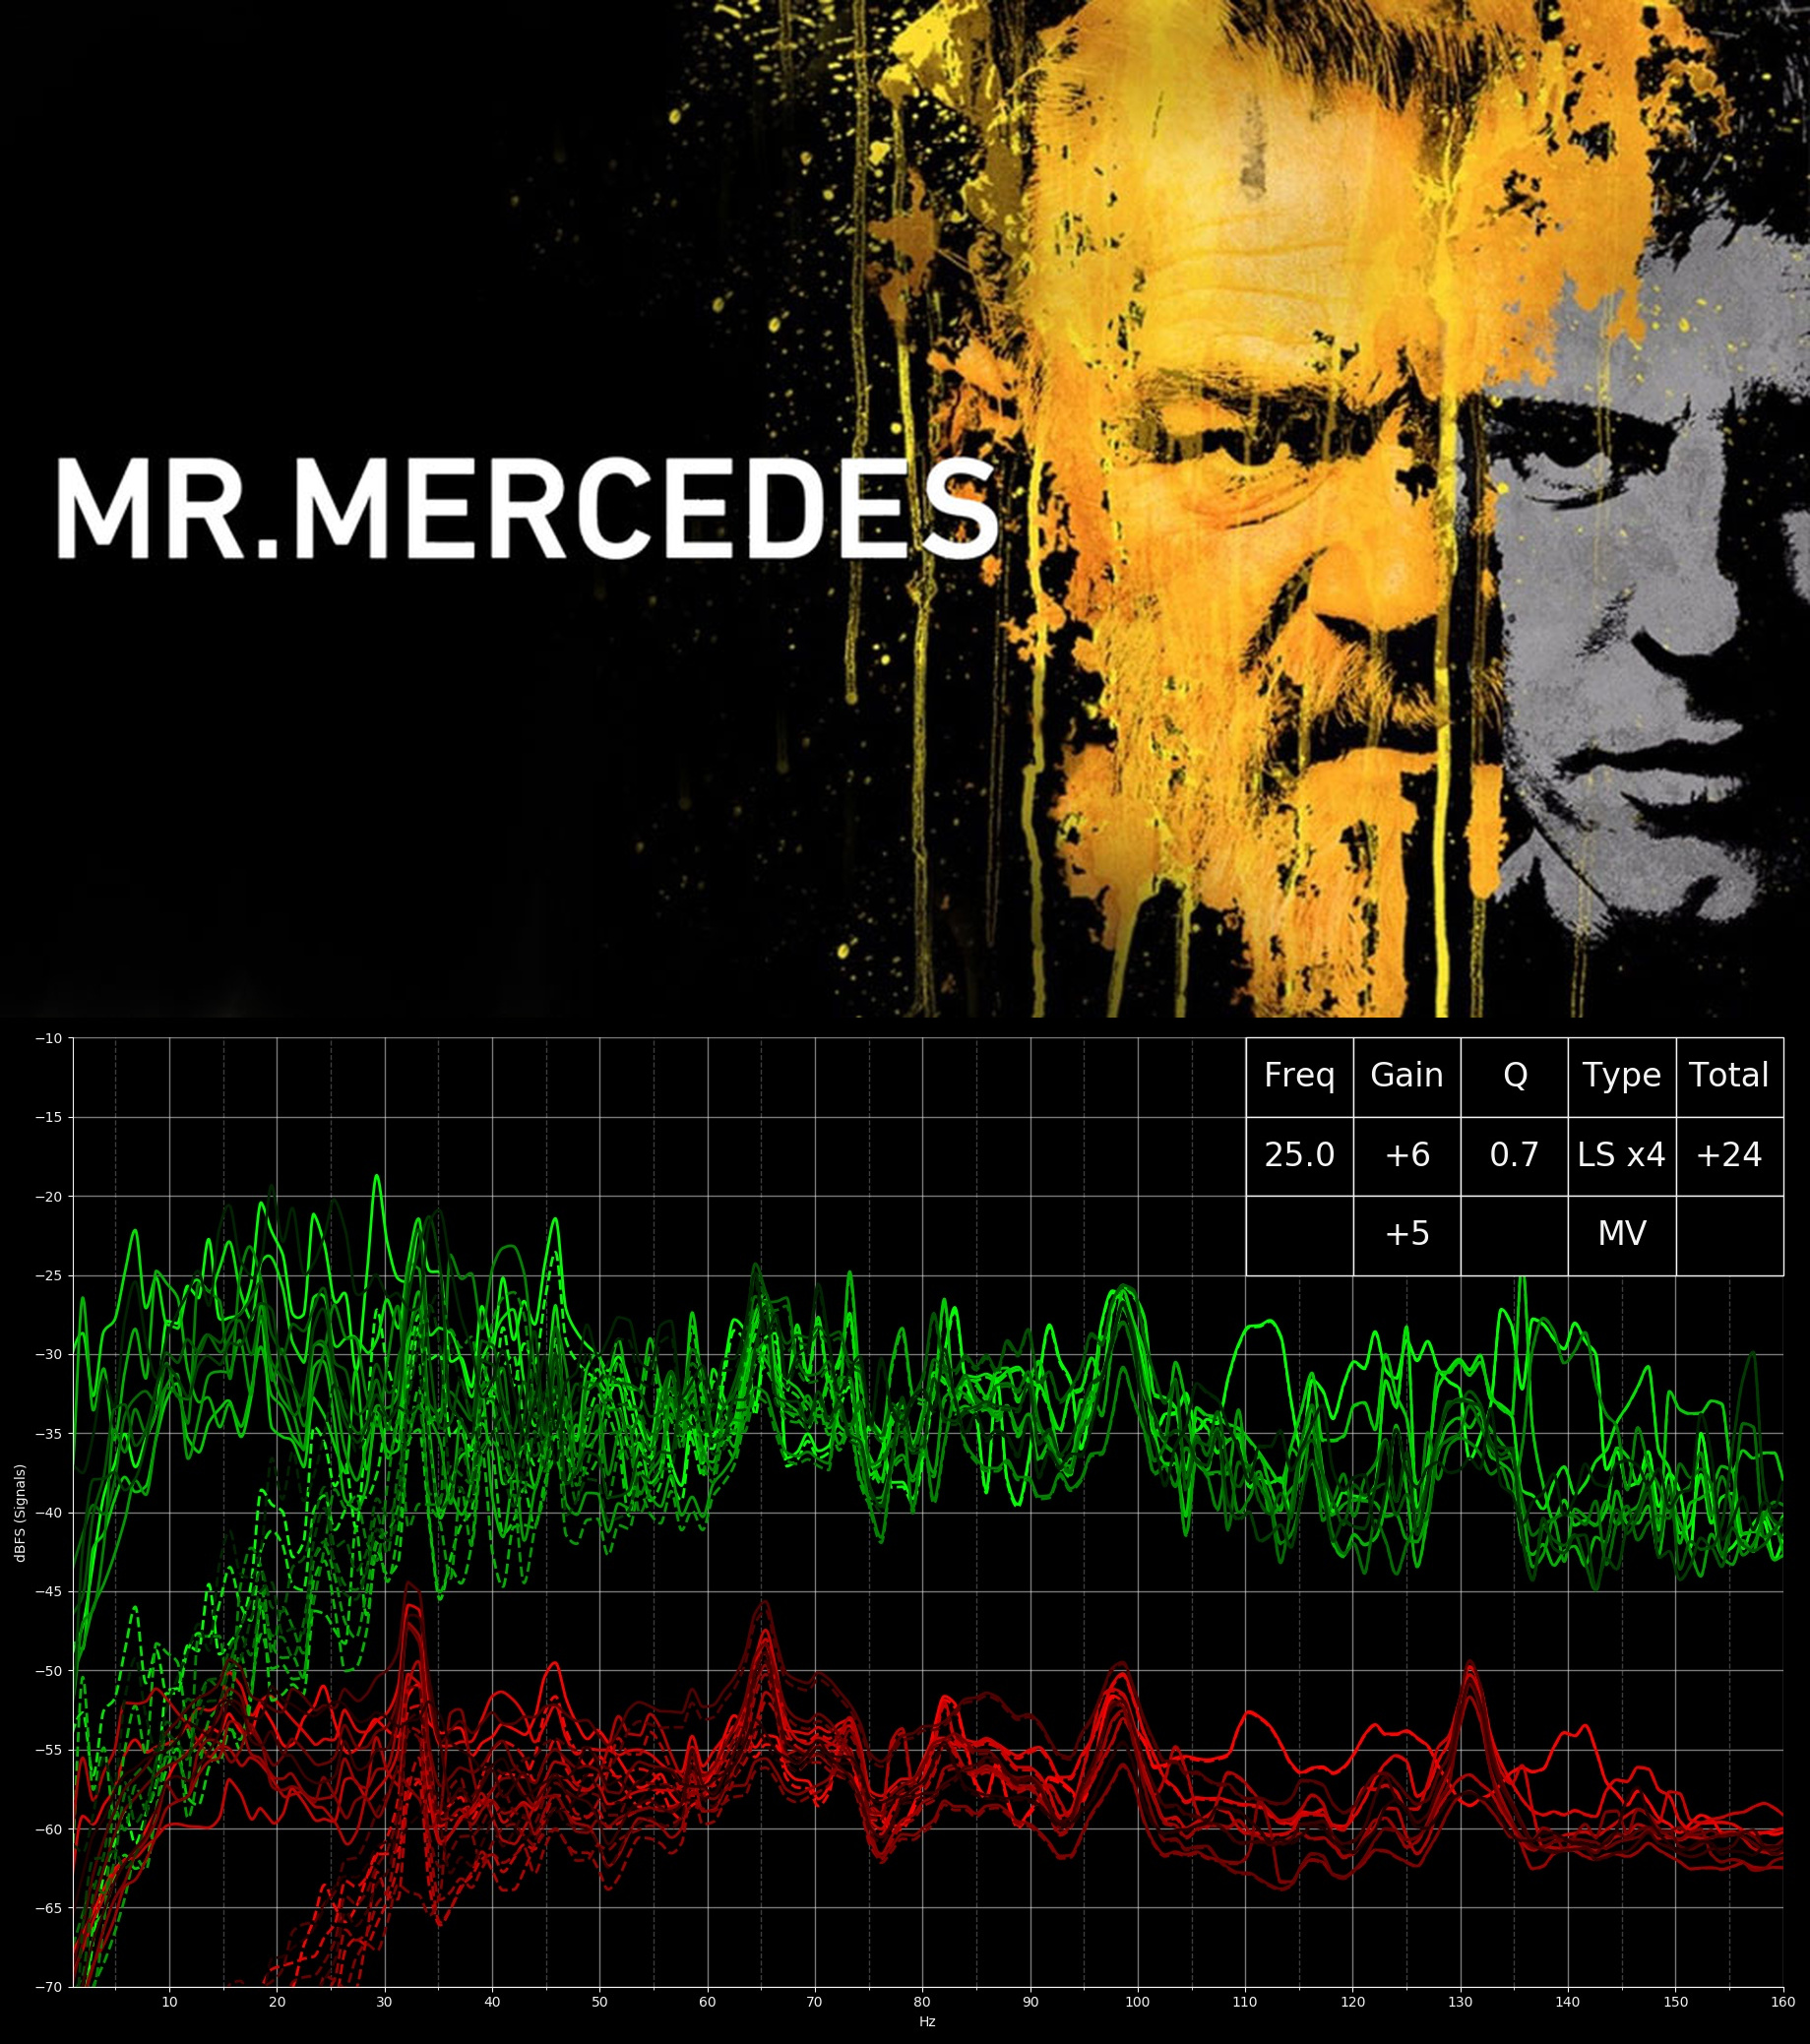 MR.MERCEDES
Freq Gain Q Type Total
25.0 +6 0.7 LS x4 +24
+5 MV
−10
−15
−20
−25
−30
−35
−40
−45
−50
−55
−60
−65
−70
dBFS (Signals)
10 20 30 40 50 60 70 80 90 100 110 120 130 140 150 160
Hz